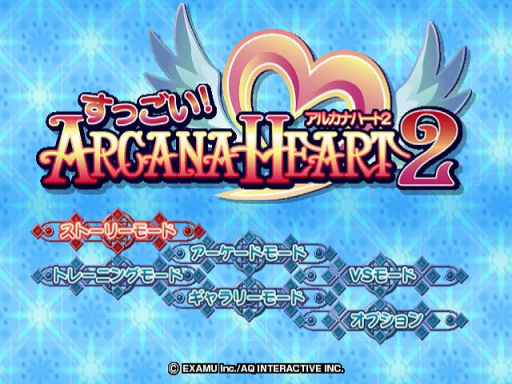 すっごい!
アルカナハート2
ARCANA HEART 2
ストーリーモード
アーケードモード
トレーニングモード
VSモード
ギャラリーモード
オプション
© EXAMU Inc./AQ INTERACTIVE INC.